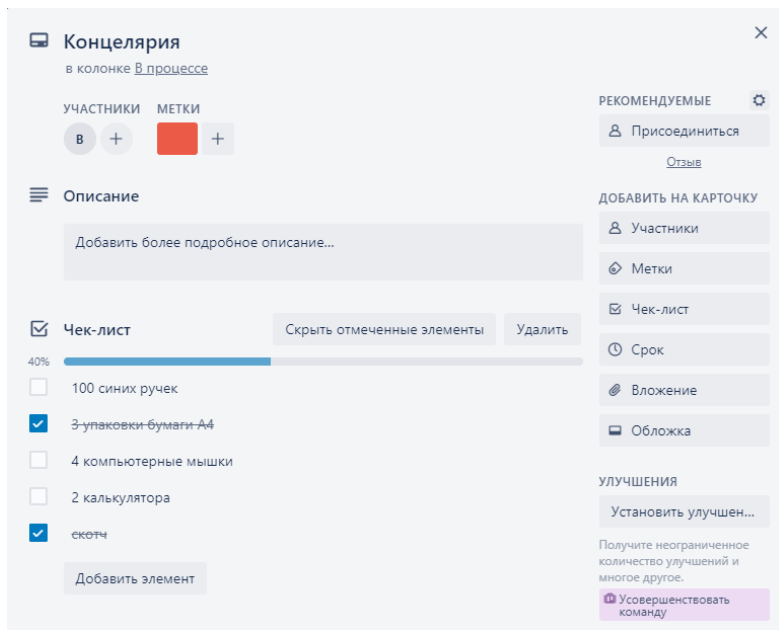 Концелярия
в колонке В процессе
УЧАСТНИКИ МЕТКИ
В
Описание
Добавить более подробное описание...
Чек-лист
Скрыть отмеченные элементы
Удалить
40%
100 синих ручек
3 упаковки бумаги А4
4 компьютерные мышки
2 калькулятора
скотч
Добавить элемент
РЕКОМЕНДУЕМЫЕ
Присоединиться
Отзыв
ДОБАВИТЬ НА КАРТОЧКУ
Участники
Метки
Чек-лист
Срок
Вложение
Обложка
УЛУЧШЕНИЯ
Установить улучшен...
Получите неограниченное
количество улучшений и
многое другое.
Усовершенствовать
команду